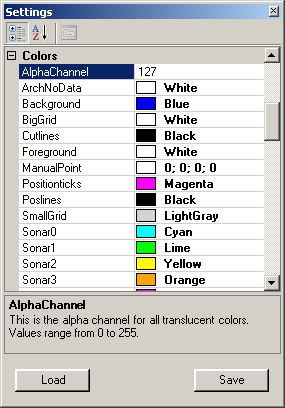 Settings
Colors
AlphaChannel 127
ArchNoData White
Background Blue
BigGrid White
Cutlines Black
Foreground White
ManualPoint 0; 0; 0; 0
Positionticks Magenta
Poslines Black
SmallGrid LightGray
Sonar0 Cyan
Sonar1 Lime
Sonar2 Yellow
Sonar3 Orange
AlphaChannel
This is the alpha channel for all translucent colors.
Values range from 0 to 255.
Load Save